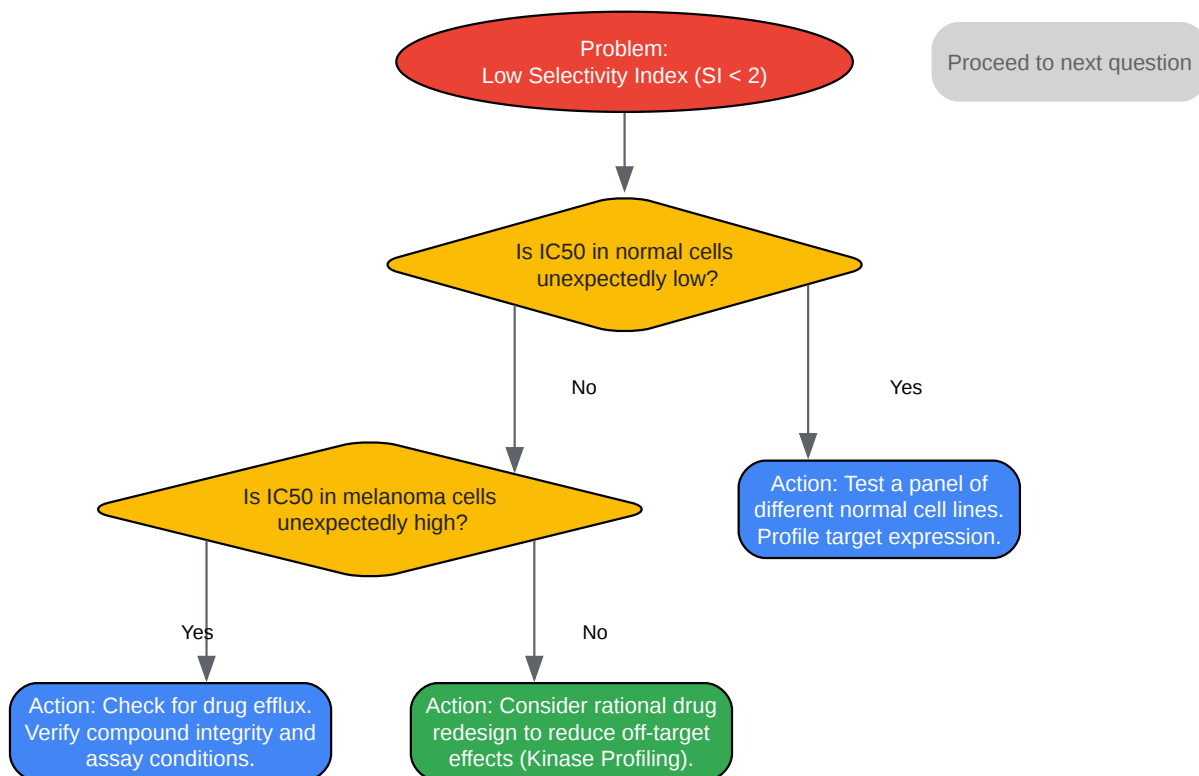 Problem:
Low Selectivity Index (SI < 2)
Proceed to next question
Is IC50 in normal cells
unexpectedly low?
No
Yes
Is IC50 in melanoma cells
unexpectedly high?
Action: Test a panel of
different normal cell lines.
Profile target expression.
Yes
No
Action: Check for drug efflux.
Verify compound integrity and
assay conditions.
Action: Consider rational drug
redesign to reduce off-target
effects (Kinase Profiling).